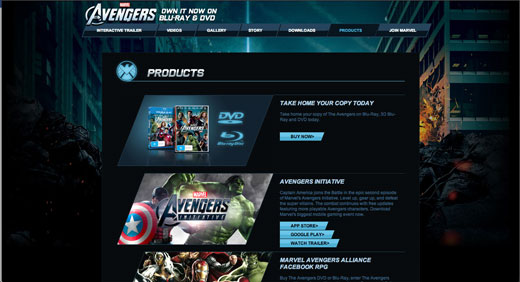 MARVEL
AVENGERS
OWN IT NOW ON
BLU-RAY & DVD
INTERACTIVE TRAILER
VIDEOS
GALLERY
STORY
DOWNLOADS
PRODUCTS
JOIN MARVEL
PRODUCTS
DVD
Blu-ray Disc
TAKE HOME YOUR COPY TODAY
Take home your copy of The Avengers on Blu-Ray, 3D Blu-
Ray and DVD today.
BUY NOW>
MARVEL
AVENGERS
INITIATIVE
AVENGERS INITIATIVE
Captain America joins the Battle in the epic second episode
of Marvel's Avengers Initiative. Level up, gear up, and defeat
the super villains. The combat continues with free updates
featuring more playable Avengers characters. Download
Marvel's biggest mobile gaming event now.
APP STORE>
GOOGLE PLAY>
WATCH TRAILER>
MARVEL AVENGERS ALLIANCE
FACEBOOK RPG
Buy The Avengers DVD or Blu-Ray, enter The Avengers